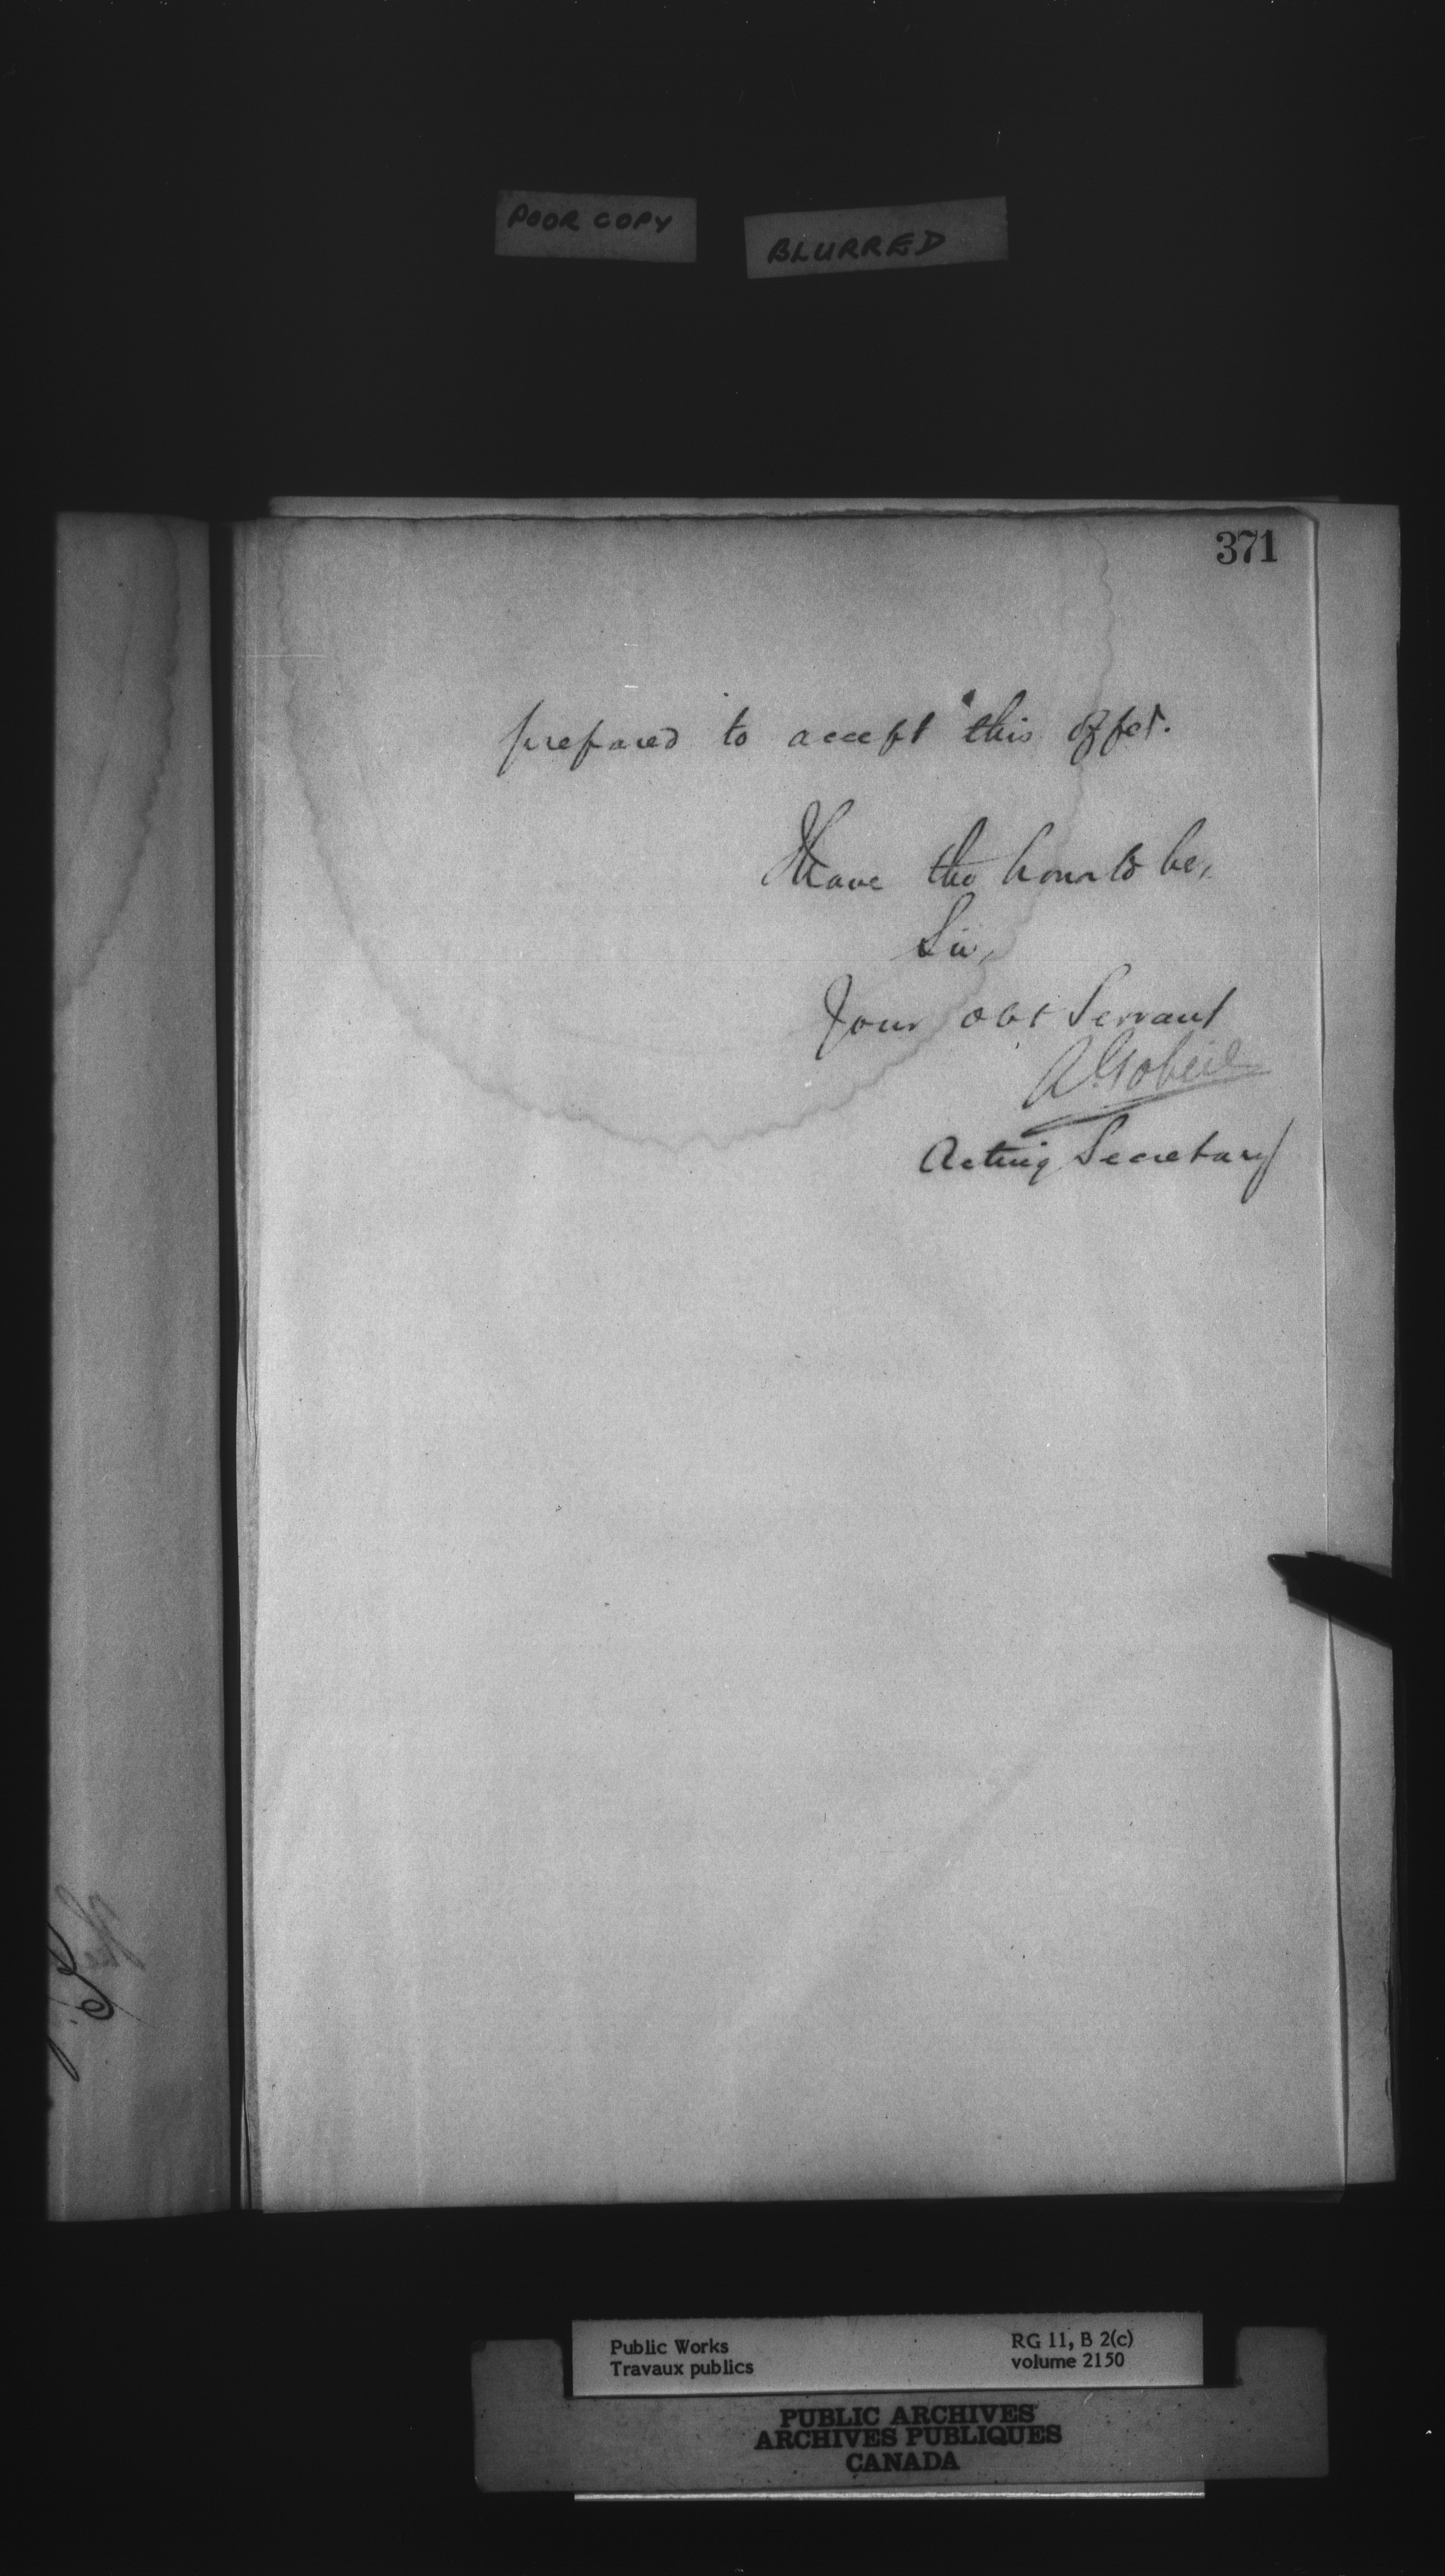 POOR COPY
BLURRED
371
prepared to accept this offer.
I have the honor to be,
Sir,
Your obt Servant
A. Gobeil
Acting Secretary
The
Public Works
Travaux publics
RG 11, B 2(c)
volume 2150
PUBLIC ARCHIVES
ARCHIVES PUBLIQUES
CANADA